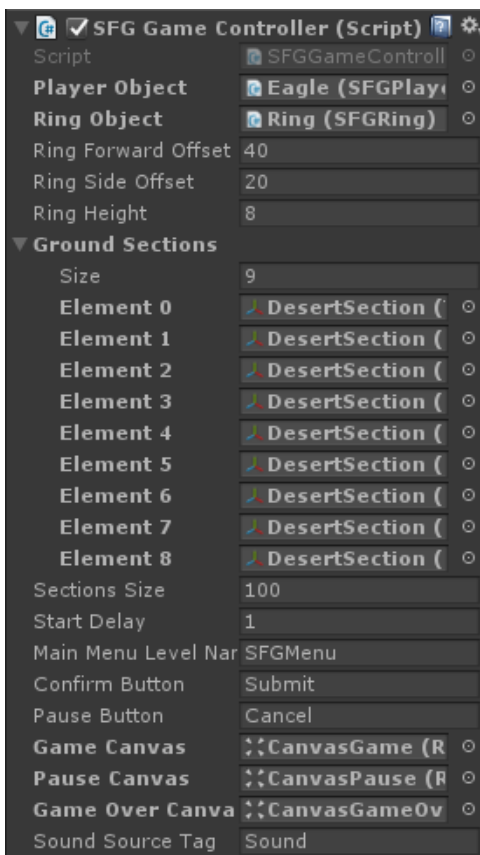 SFG Game Controller (Script)
Script SFGGameControll
Player Object Eagle (SFGPlay
Ring Object Ring (SFGRing)
Ring Forward Offset 40
Ring Side Offset 20
Ring Height 8
Ground Sections
Size 9
Element 0 DesertSection (
Element 1 DesertSection (
Element 2 DesertSection (
Element 3 DesertSection (
Element 4 DesertSection (
Element 5 DesertSection (
Element 6 DesertSection (
Element 7 DesertSection (
Element 8 DesertSection (
Sections Size 100
Start Delay 1
Main Menu Level Nar SFGMenu
Confirm Button Submit
Pause Button Cancel
Game Canvas CanvasGame (R
Pause Canvas CanvasPause (R
Game Over Canva CanvasGameOv
Sound Source Tag Sound